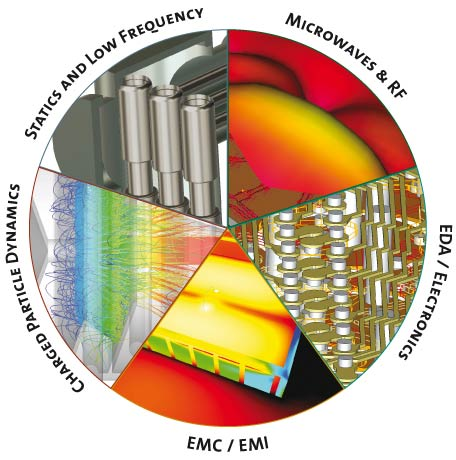 Statics and Low Frequency
Microwaves & RF
EDA / Electronics
EMC / EMI
Charged Particle Dynamics